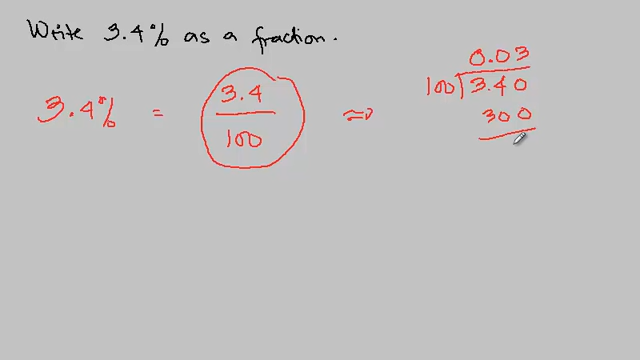 Write 3.4% as a fraction.
3.4% = 3.4/100 ⇒
0.03
100)3.40
300